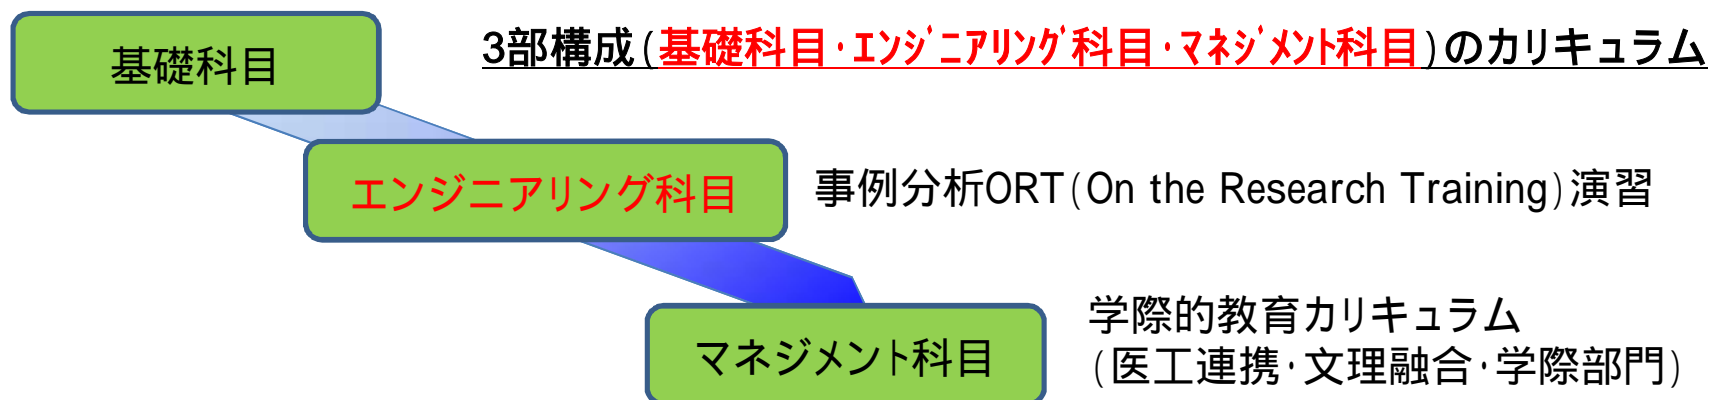 基礎科目
3部構成(基礎科目・ｴﾝｼﾞﾆｱﾘﾝｸﾞ科目・ﾏﾈｼﾞﾒﾝﾄ科目)のカリキュラム
エンジニアリング科目
事例分析ORT(On the Research Training)演習
マネジメント科目
学際的教育カリキュラム
(医工連携・文理融合・学際部門)